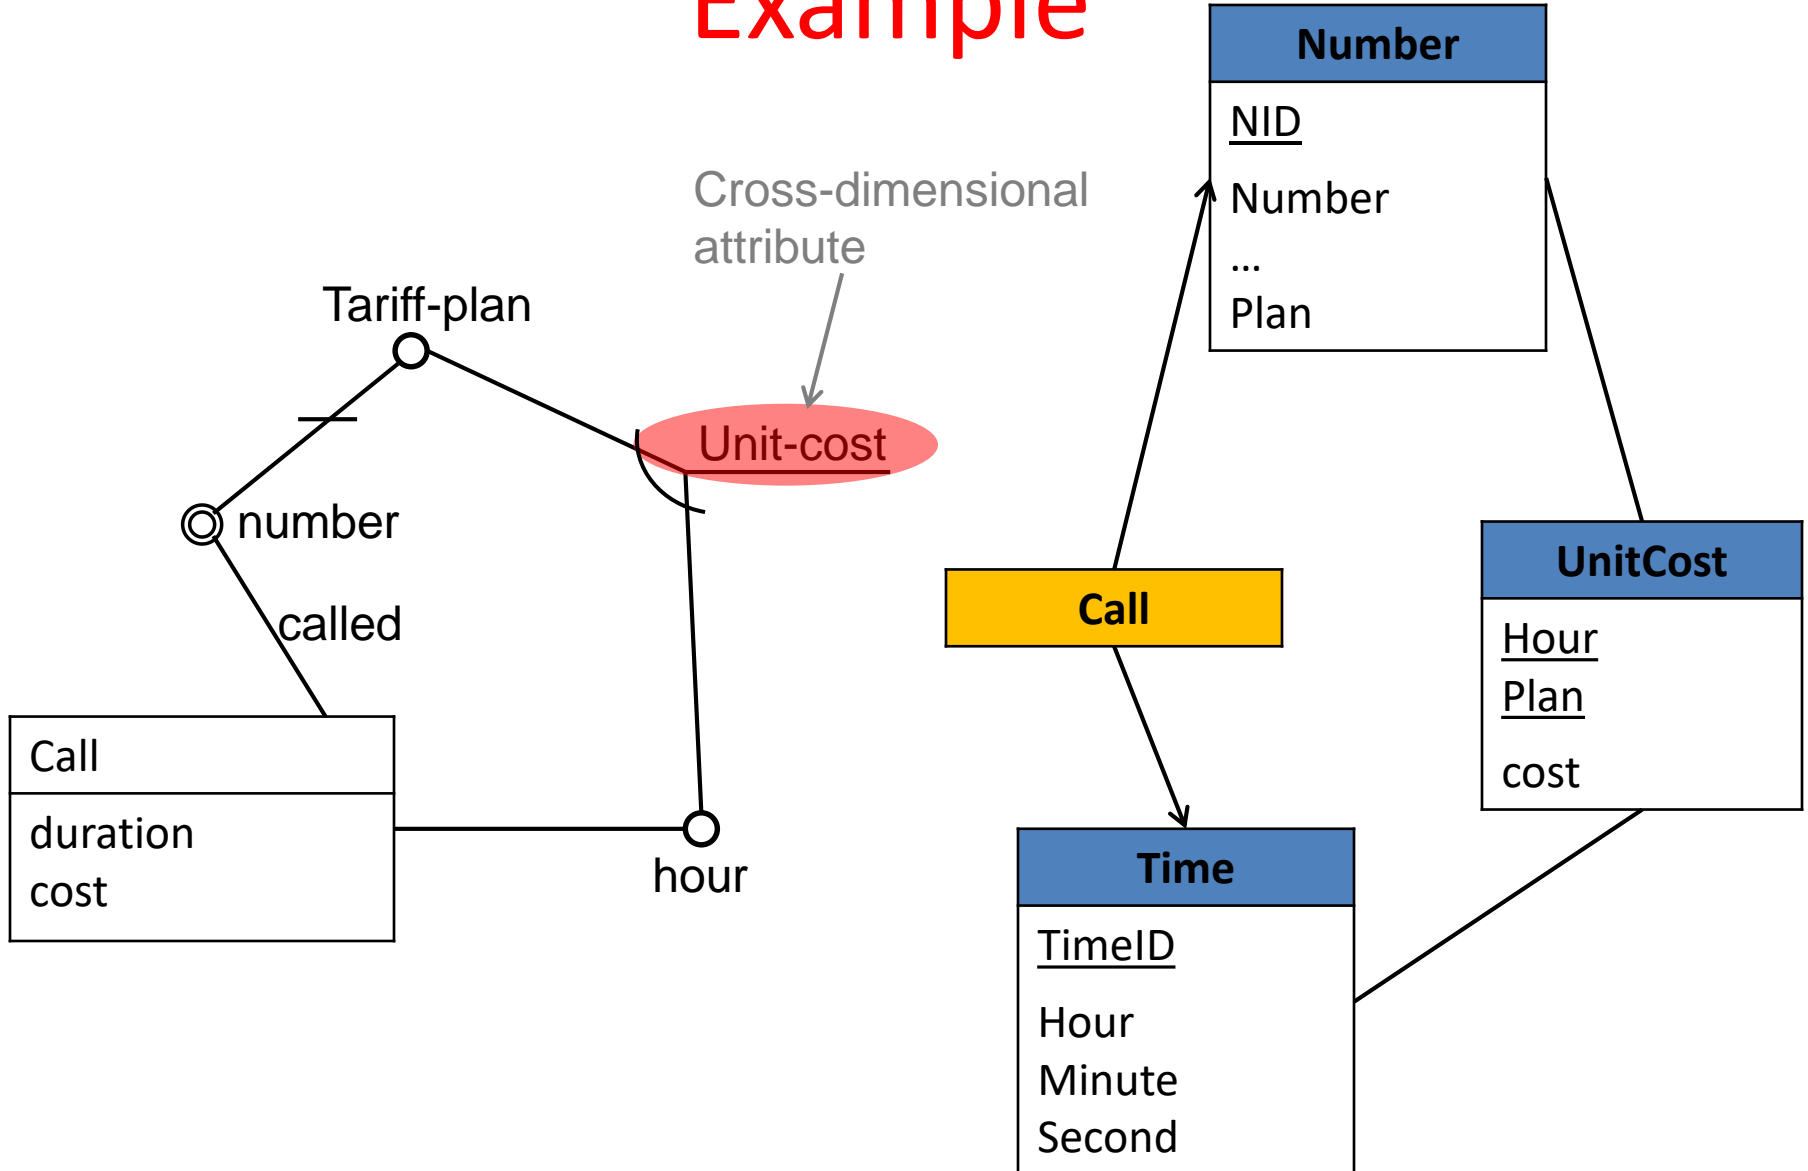 Example
Cross-dimensional
attribute
Tariff-plan
Unit-cost
number
called
Call
duration
cost
hour
Number
NID
Number
...
Plan
Call
UnitCost
Hour
Plan
cost
Time
TimeID
Hour
Minute
Second